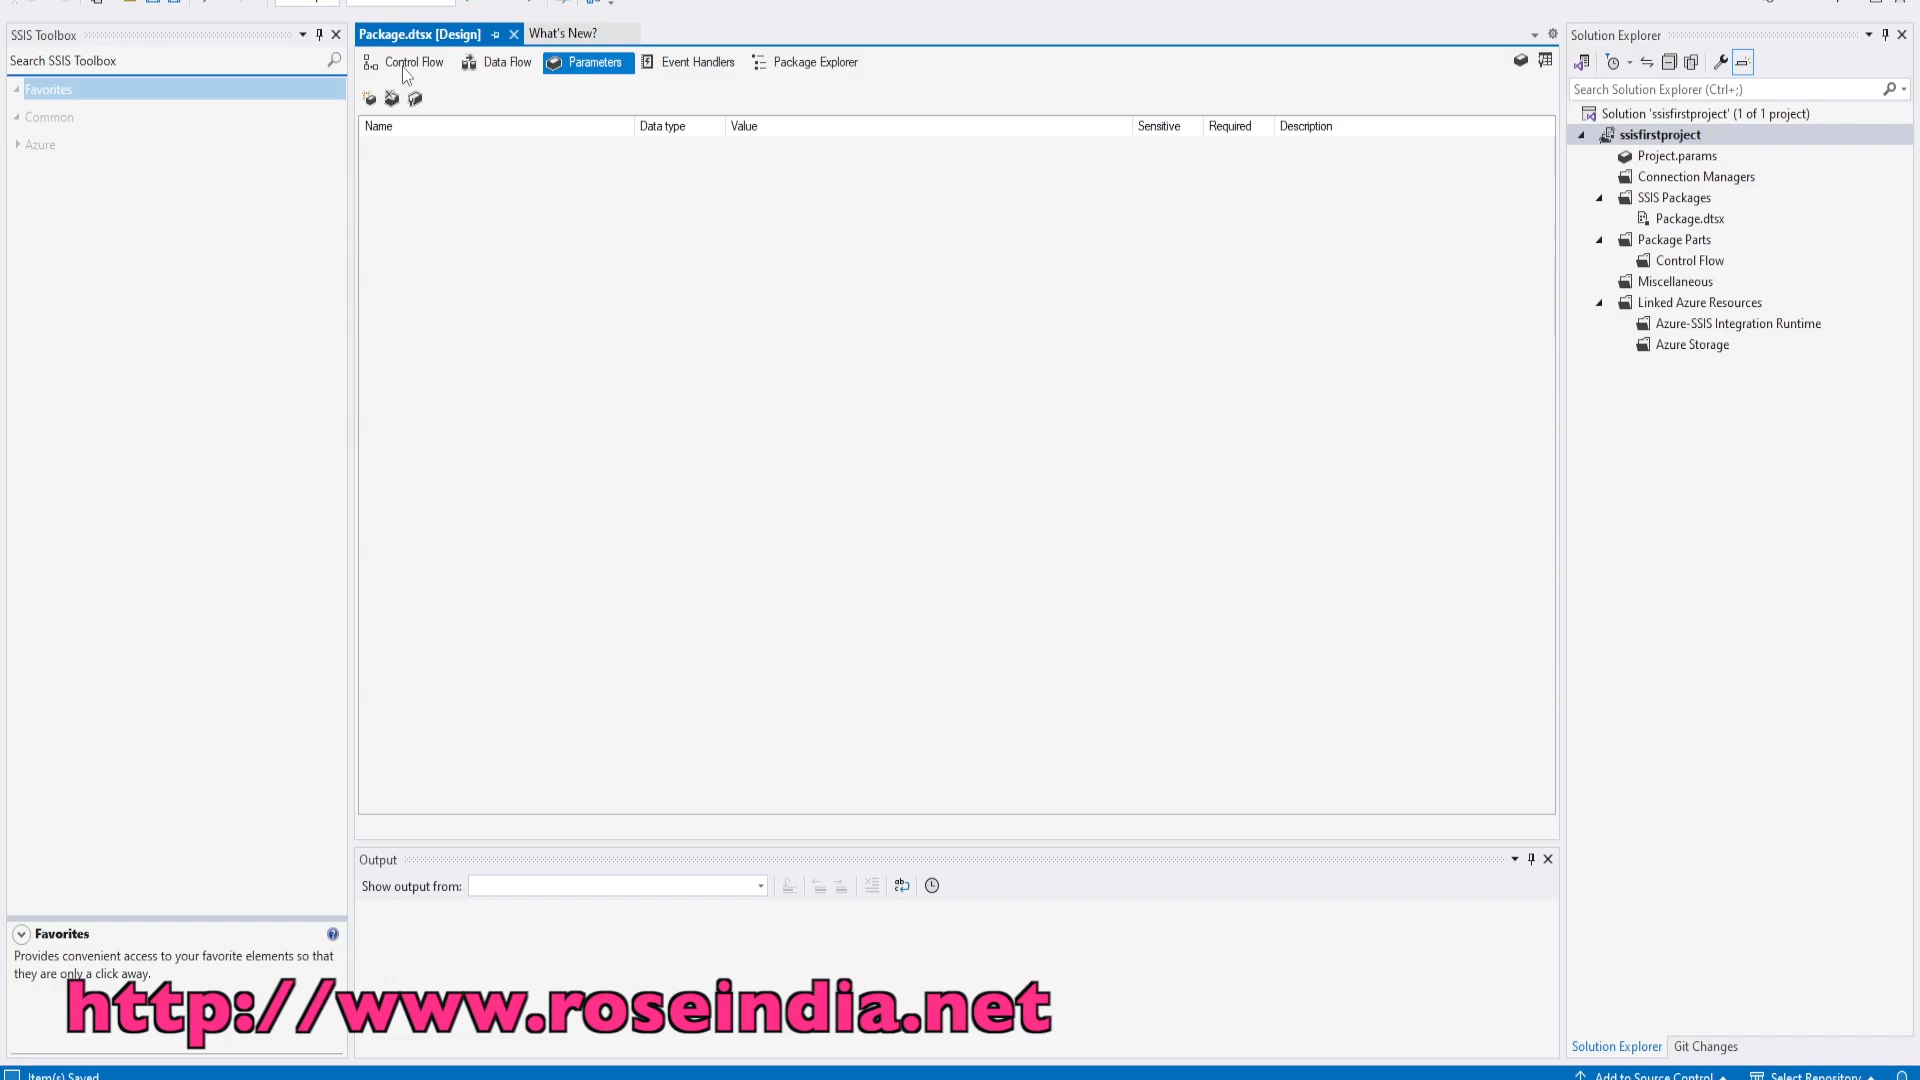 SSIS Toolbox
Search SSIS Toolbox
Favorites
Common
Azure
Favorites
Provides convenient access to your favorite elements so that
they are only a click away.
Package.dtsx [Design]
What's New?
Control Flow
Data Flow
Parameters
Event Handlers
Package Explorer
Name
Data type
Value
Sensitive
Required
Description
Output
Show output from:
Solution Explorer
Search Solution Explorer (Ctrl+;)
Solution 'ssisfirstproject' (1 of 1 project)
ssisfirstproject
Project.params
Connection Managers
SSIS Packages
Package.dtsx
Package Parts
Control Flow
Miscellaneous
Linked Azure Resources
Azure-SSIS Integration Runtime
Azure Storage
Solution Explorer
Git Changes
http://www.roseindia.net
Item(s) Saved
Add to Source Control
Select Repository